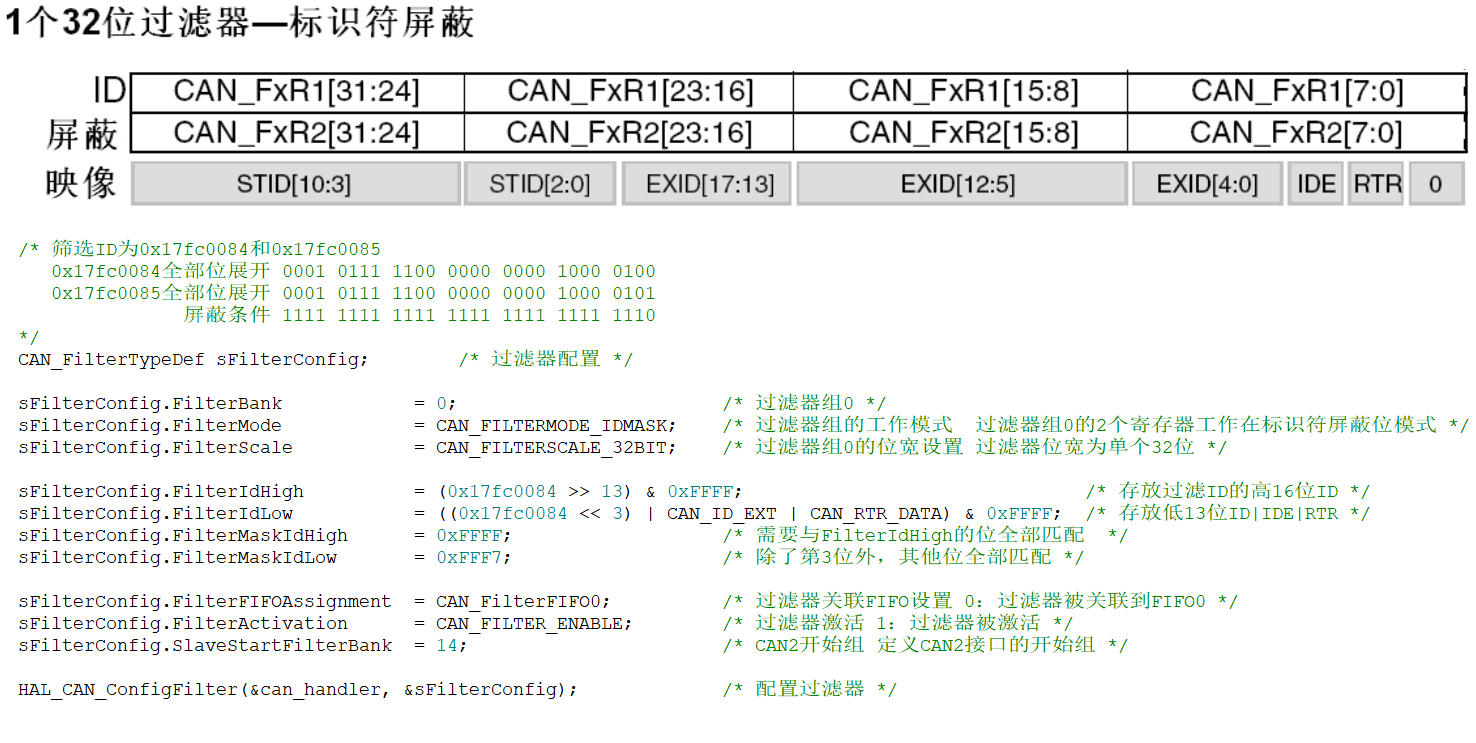 1个32位过滤器—标识符屏蔽
ID CAN_FxR1[31:24] CAN_FxR1[23:16] CAN_FxR1[15:8] CAN_FxR1[7:0]
屏蔽 CAN_FxR2[31:24] CAN_FxR2[23:16] CAN_FxR2[15:8] CAN_FxR2[7:0]
映像 STID[10:3] STID[2:0] EXID[17:13] EXID[12:5] EXID[4:0] IDE RTR 0
/* 筛选ID为0x17fc0084和0x17fc0085
0x17fc0084全部位展开 0001 0111 1100 0000 0000 1000 0100
0x17fc0085全部位展开 0001 0111 1100 0000 0000 1000 0101
屏蔽条件 1111 1111 1111 1111 1111 1111 1110
*/
CAN_FilterTypeDef sFilterConfig; /* 过滤器配置 */
sFilterConfig.FilterBank = 0; /* 过滤器组0 */
sFilterConfig.FilterMode = CAN_FILTERMODE_IDMASK; /* 过滤器组的工作模式 过滤器组0的2个寄存器工作在标识符屏蔽位模式 */
sFilterConfig.FilterScale = CAN_FILTERSCALE_32BIT; /* 过滤器组0的位宽设置 过滤器位宽为单个32位 */
sFilterConfig.FilterIdHigh = (0x17fc0084 >> 13) & 0xFFFF; /* 存放过滤ID的高16位ID */
sFilterConfig.FilterIdLow = ((0x17fc0084 << 3) | CAN_ID_EXT | CAN_RTR_DATA) & 0xFFFF; /* 存放低13位ID|IDE|RTR */
sFilterConfig.FilterMaskIdHigh = 0xFFFF; /* 需要与FilterIdHigh的位全部匹配 */
sFilterConfig.FilterMaskIdLow = 0xFFF7; /* 除了第3位外，其他位全部匹配 */
sFilterConfig.FilterFIFOAssignment = CAN_FilterFIFO0; /* 过滤器关联FIFO设置 0：过滤器被关联到FIFO0 */
sFilterConfig.FilterActivation = CAN_FILTER_ENABLE; /* 过滤器激活 1：过滤器被激活 */
sFilterConfig.SlaveStartFilterBank = 14; /* CAN2开始组 定义CAN2接口的开始组 */
HAL_CAN_ConfigFilter(&can_handler, &sFilterConfig); /* 配置过滤器 */